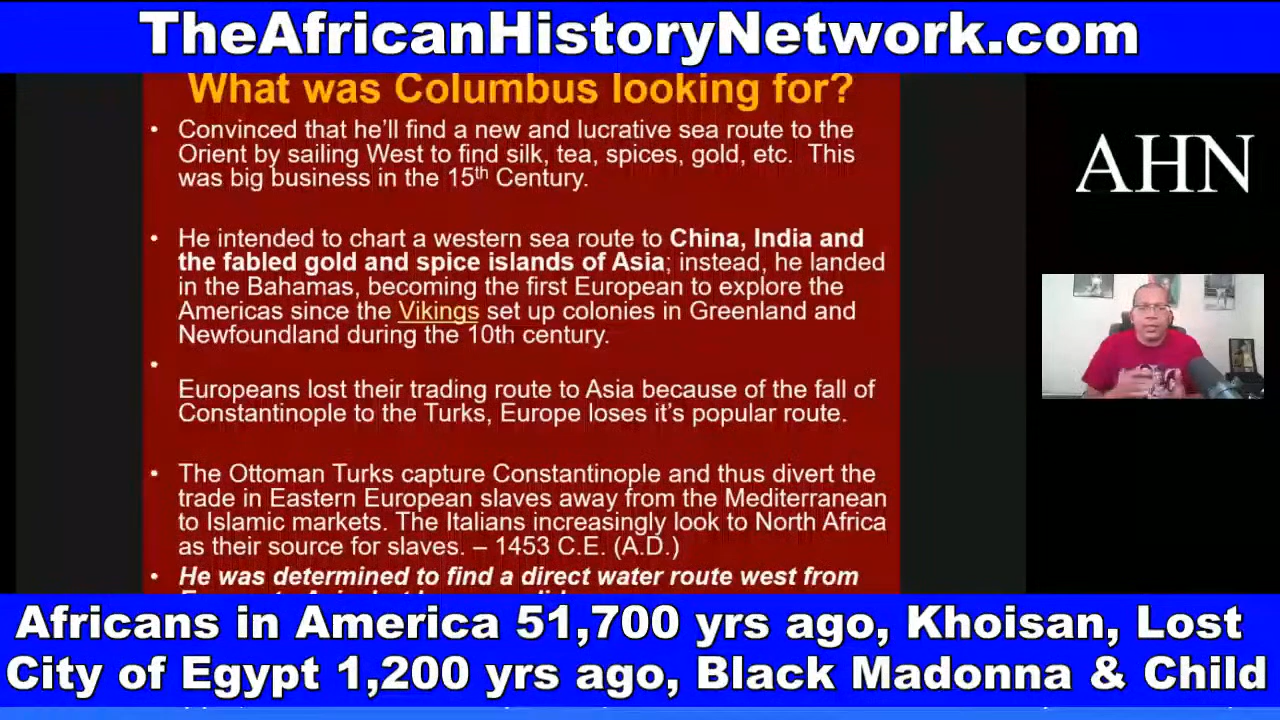 TheAfricanHistoryNetwork.com
What was Columbus looking for?
• Convinced that he'll find a new and lucrative sea route to the
Orient by sailing West to find silk, tea, spices, gold, etc. This
was big business in the 15th Century.
• He intended to chart a western sea route to China, India and
the fabled gold and spice islands of Asia; instead, he landed
in the Bahamas, becoming the first European to explore the
Americas since the Vikings set up colonies in Greenland and
Newfoundland during the 10th century.
•
Europeans lost their trading route to Asia because of the fall of
Constantinople to the Turks, Europe loses it's popular route.
• The Ottoman Turks capture Constantinople and thus divert the
trade in Eastern European slaves away from the Mediterranean
to Islamic markets. The Italians increasingly look to North Africa
as their source for slaves. – 1453 C.E. (A.D.)
• He was determined to find a direct water route west from
AHN
Africans in America 51,700 yrs ago, Khoisan, Lost
City of Egypt 1,200 yrs ago, Black Madonna & Child